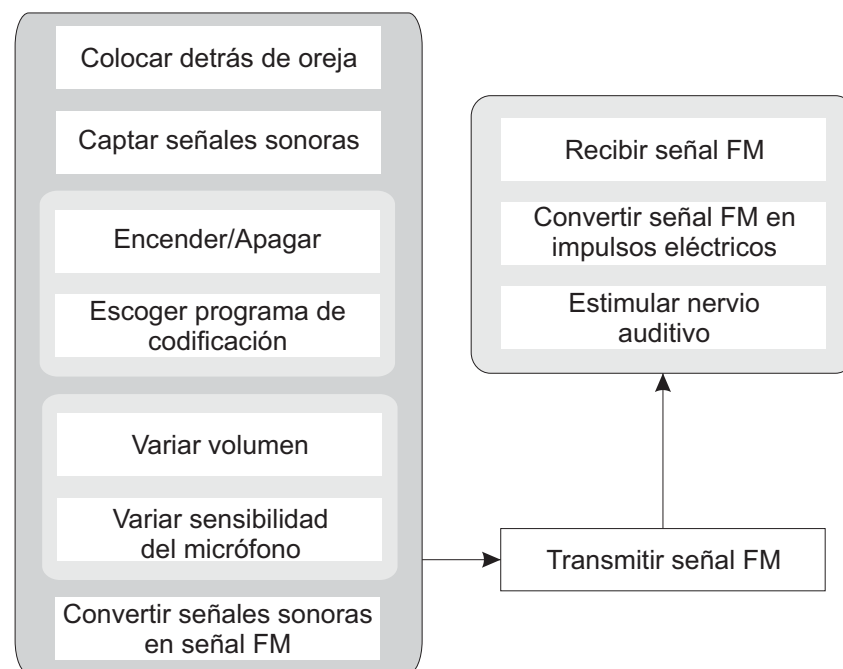 Colocar detrás de oreja
Captar señales sonoras
Encender/Apagar
Escoger programa de
codificación
Variar volumen
Variar sensibilidad
del micrófono
Convertir señales sonoras
en señal FM
Transmitir señal FM
Recibir señal FM
Convertir señal FM en
impulsos eléctricos
Estimular nervio
auditivo